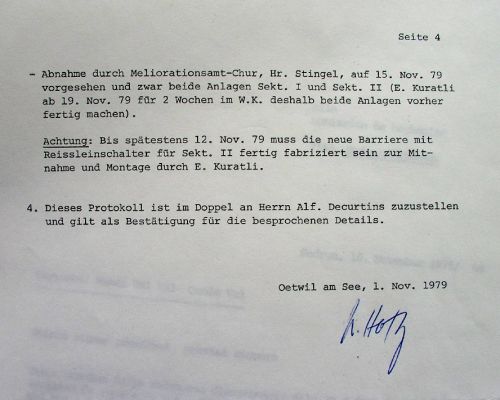 Seite 4
- Abnahme durch Meliorationsamt-Chur, Hr. Stingel, auf 15. Nov. 79
vorgesehen und zwar beide Anlagen Sekt. I und Sekt. II (E. Kuratli
ab 19. Nov. 79 für 2 Wochen im W.K. deshalb beide Anlagen vorher
fertig machen).
Achtung: Bis spätestens 12. Nov. 79 muss die neue Barriere mit
Reissleinschalter für Sekt. II fertig fabriziert sein zur Mit-
nahme und Montage durch E. Kuratli.
4. Dieses Protokoll ist im Doppel an Herrn Alf. Decurtins zuzustellen
und gilt als Bestätigung für die besprochenen Details.
Oetwil am See, 1. Nov. 1979